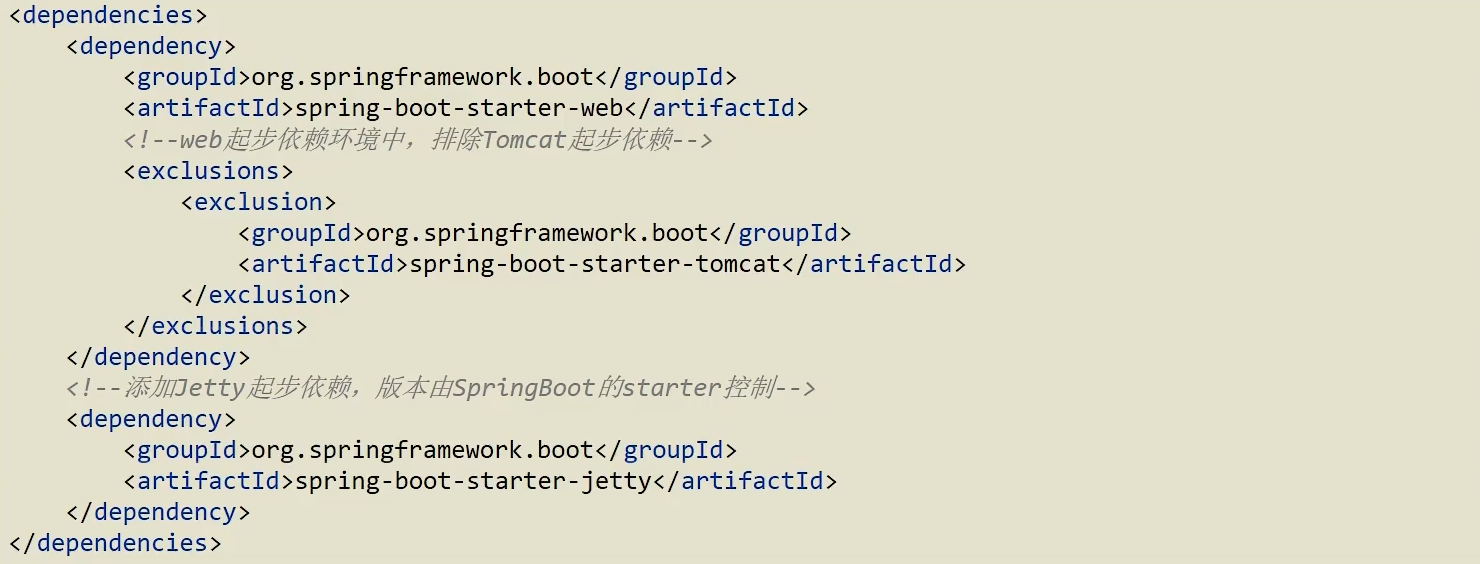 <dependencies>
    <dependency>
        <groupId>org.springframework.boot</groupId>
        <artifactId>spring-boot-starter-web</artifactId>
        <!--web起步依赖环境中，排除Tomcat起步依赖-->
        <exclusions>
            <exclusion>
                <groupId>org.springframework.boot</groupId>
                <artifactId>spring-boot-starter-tomcat</artifactId>
            </exclusion>
        </exclusions>
    </dependency>
    <!--添加Jetty起步依赖，版本由SpringBoot的starter控制-->
    <dependency>
        <groupId>org.springframework.boot</groupId>
        <artifactId>spring-boot-starter-jetty</artifactId>
    </dependency>
</dependencies>